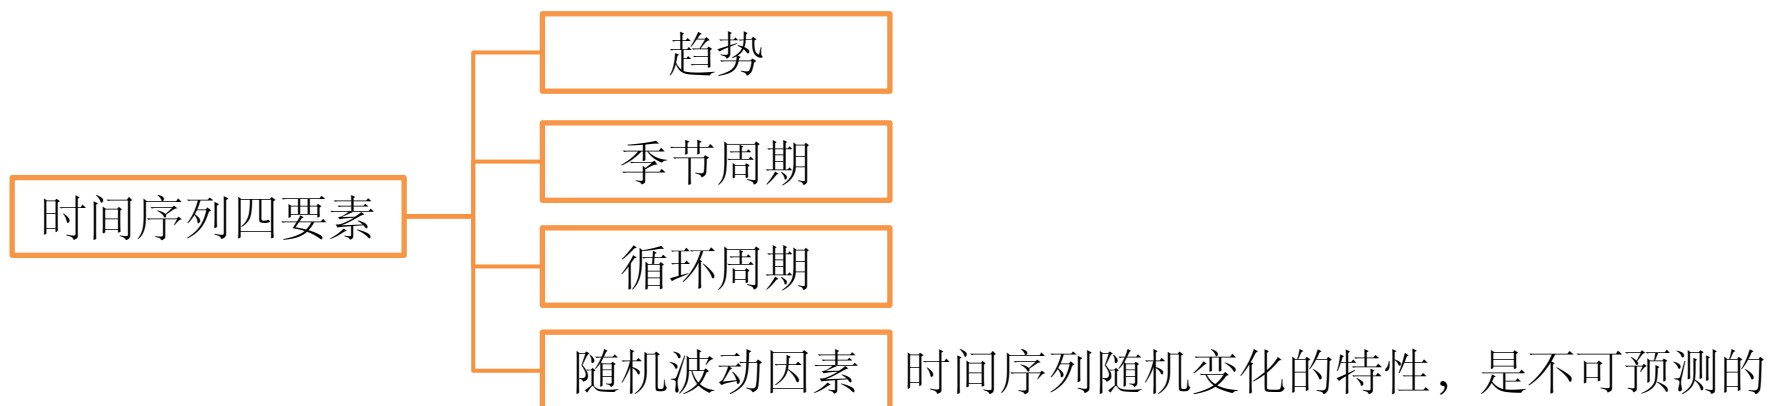 趋势
季节周期
时间序列四要素
循环周期
随机波动因素 时间序列随机变化的特性，是不可预测的